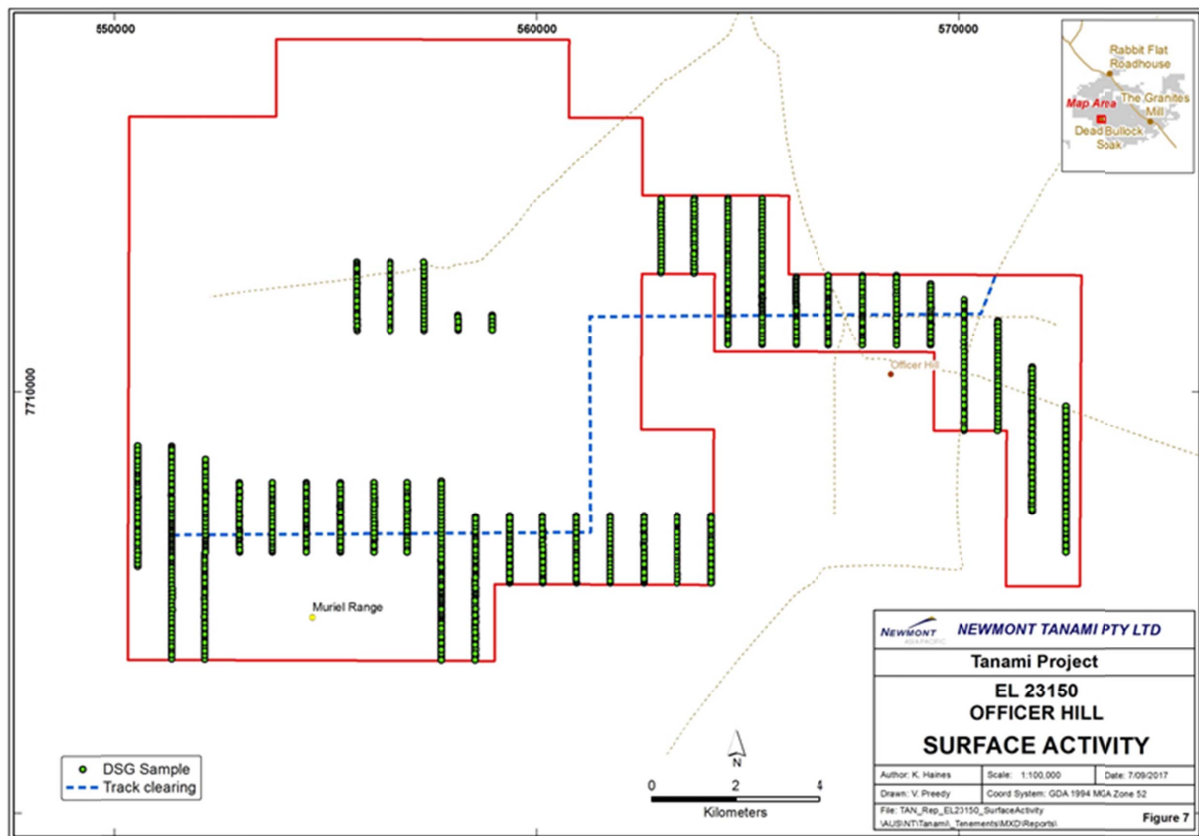 550000
560000
570000
Rabbit Flat
Roadhouse
Map Area
The Granites
Mill
Dead Bullock
Soak
7710000
Officer Hill
Muriel Range
DSG Sample
Track clearing
N
0 2 4
Kilometers
NEWMONT
ASIA PACIFIC
NEWMONT TANAMI PTY LTD
Tanami Project
EL 23150
OFFICER HILL
SURFACE ACTIVITY
Author: K. Haines
Scale: 1:100,000
Date: 7/09/2017
Drawn: V. Preedy
Coord System: GDA 1994 MGA Zone 52
File: TAN_Rep_EL23150_SurfaceActivity
\AUS\NT\Tanami\_Tenements\MXD\Reports\
Figure 7